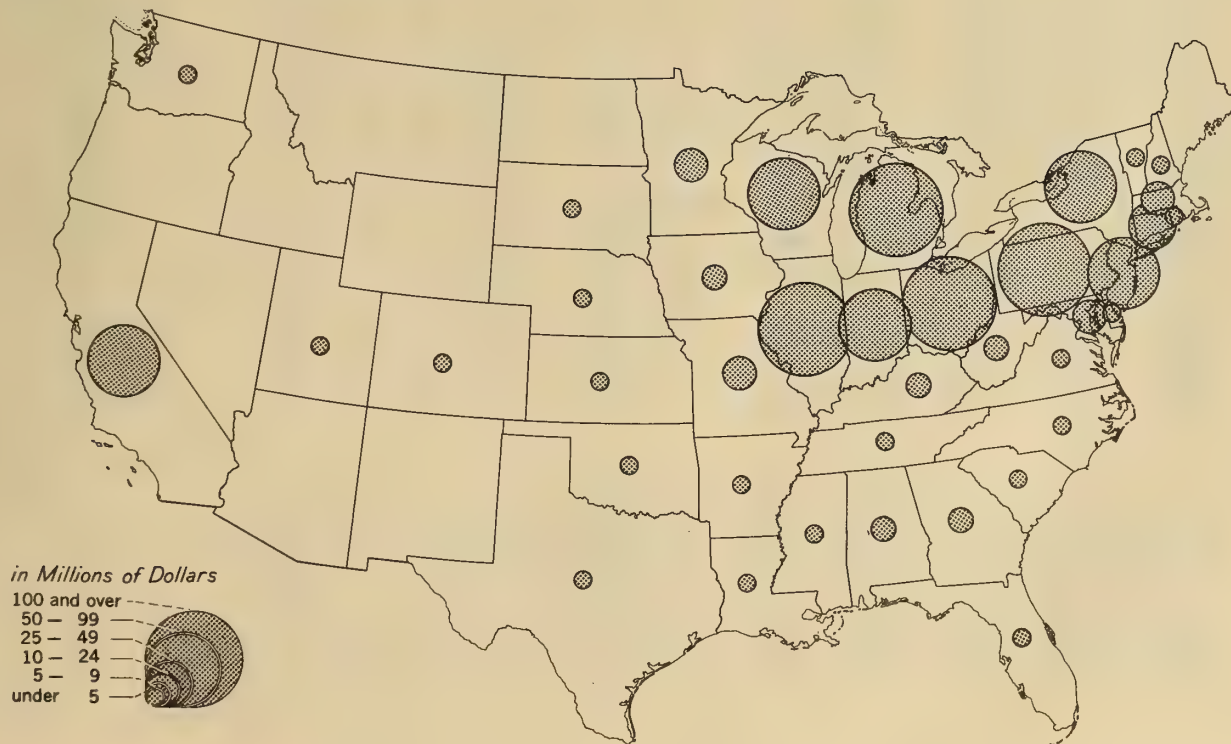 in Millions of Dollars
100 and over
50 – 99
25 – 49
10 – 24
5 – 9
under 5